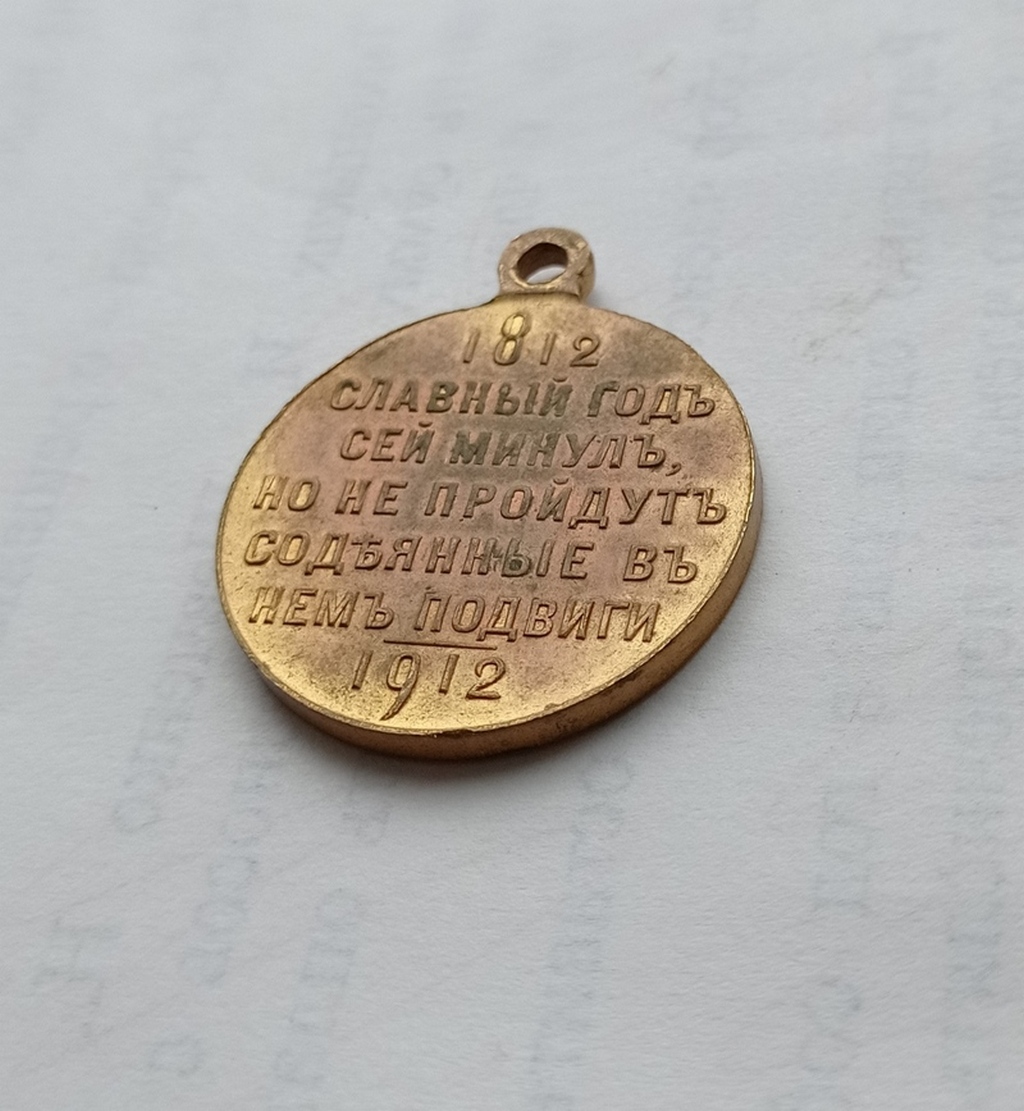 1812
СЛАВНЫЙ ГОДЪ
СЕЙ МИНУЛЪ,
НО НЕ ПРОЙДУТЪ
СОДѢЯННЫЕ ВЪ
НЕМЪ ПОДВИГИ
1912